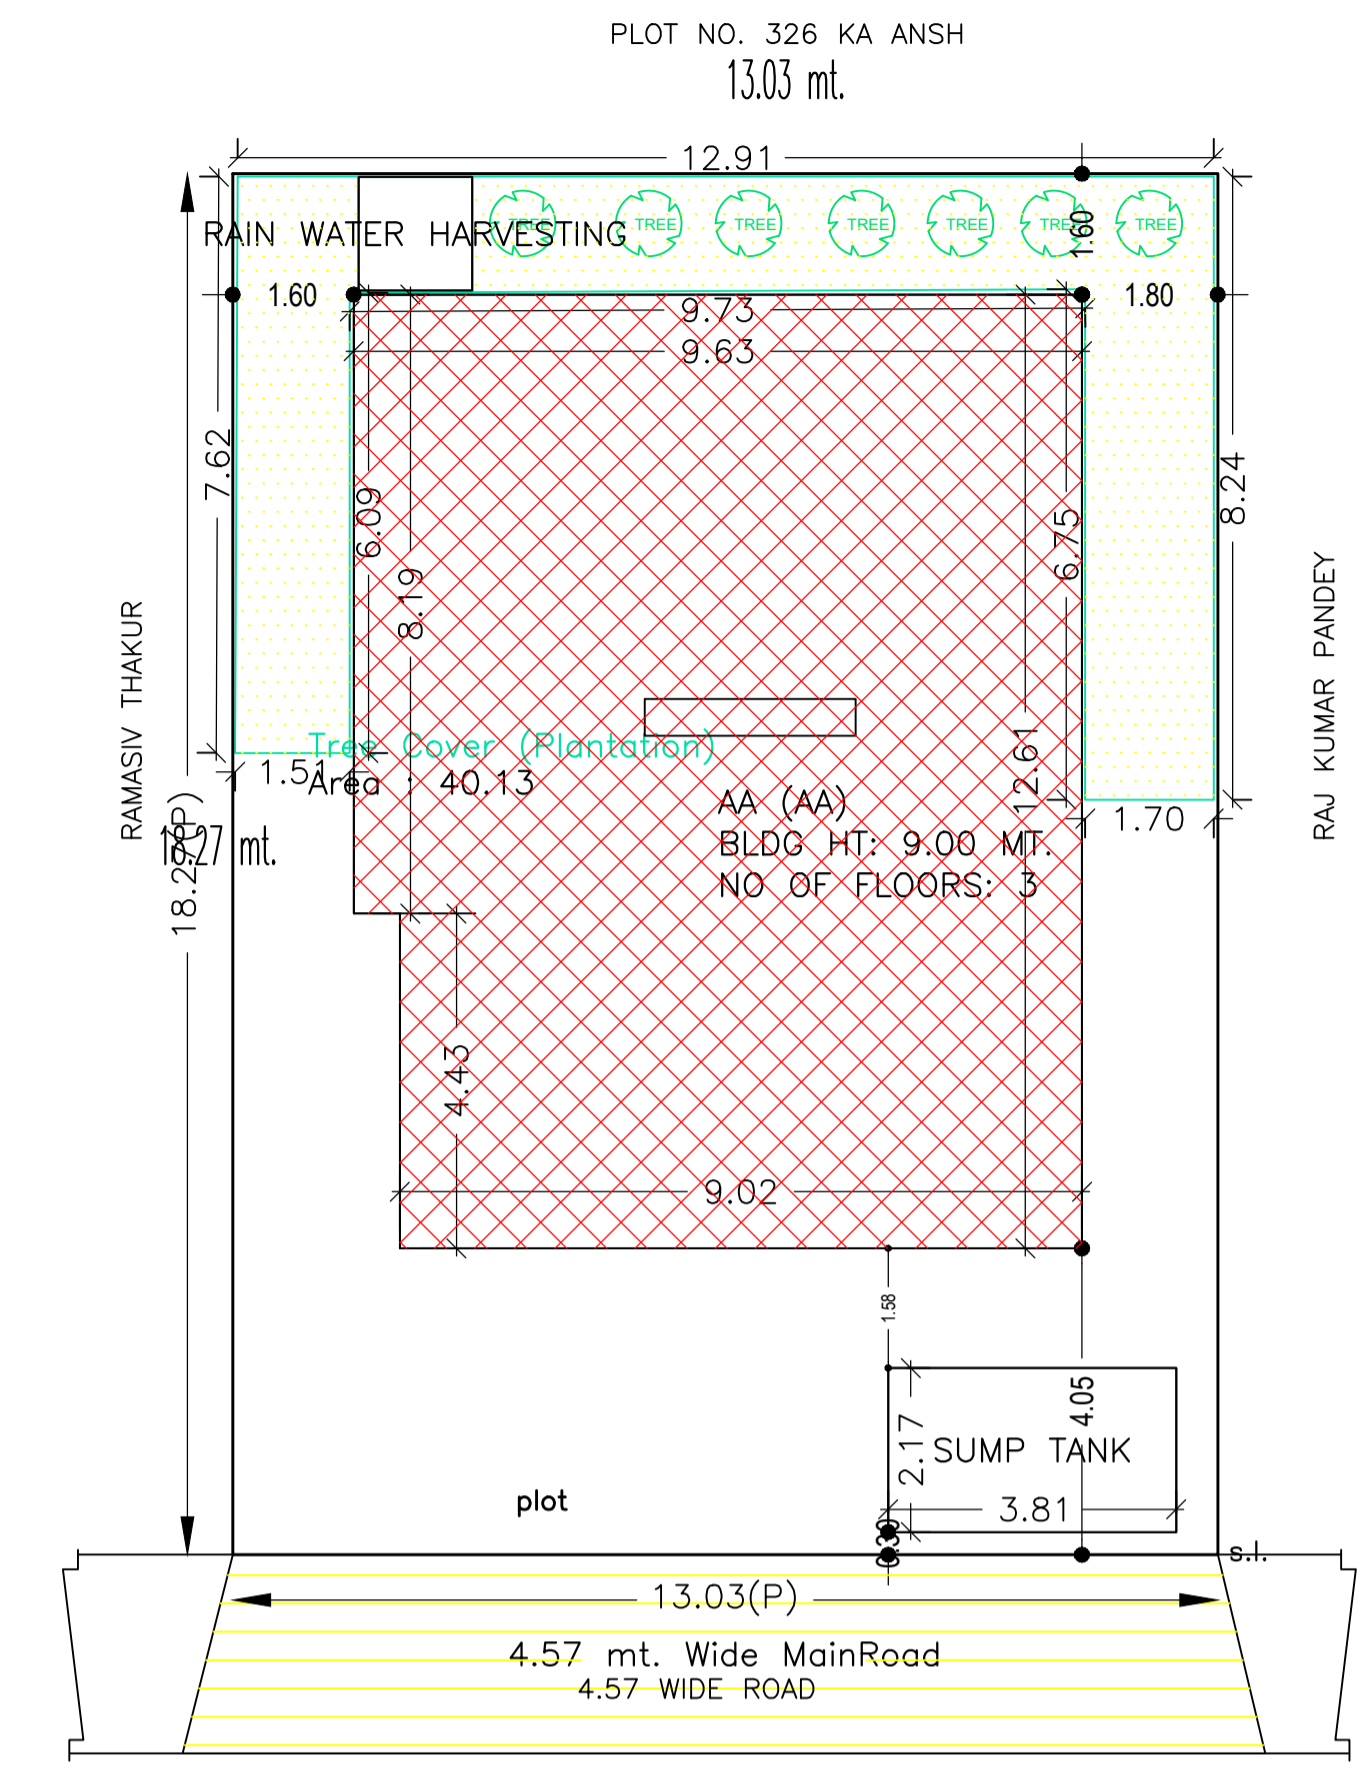 PLOT NO. 326 KA ANSH
13.03 mt.
12.91
RAIN WATER HARVESTING
TREE
TREE
TREE
TREE
TREE
TREE
TREE
1.60
1.60
1.80
9.73
9.63
7.62
6.09
8.19
6.75
8.24
12.61
RAMASIV THAKUR
RAJ KUMAR PANDEY
Tree Cover (Plantation)
Area : 40.13
1.51
1.70
AA (AA)
BLDG HT: 9.00 MT.
NO OF FLOORS: 3
mt.
4.43
9.02
1.58
4.05
2.17
SUMP TANK
3.81
plot
s.l.
13.03(P)
4.57 mt. Wide MainRoad
4.57 WIDE ROAD